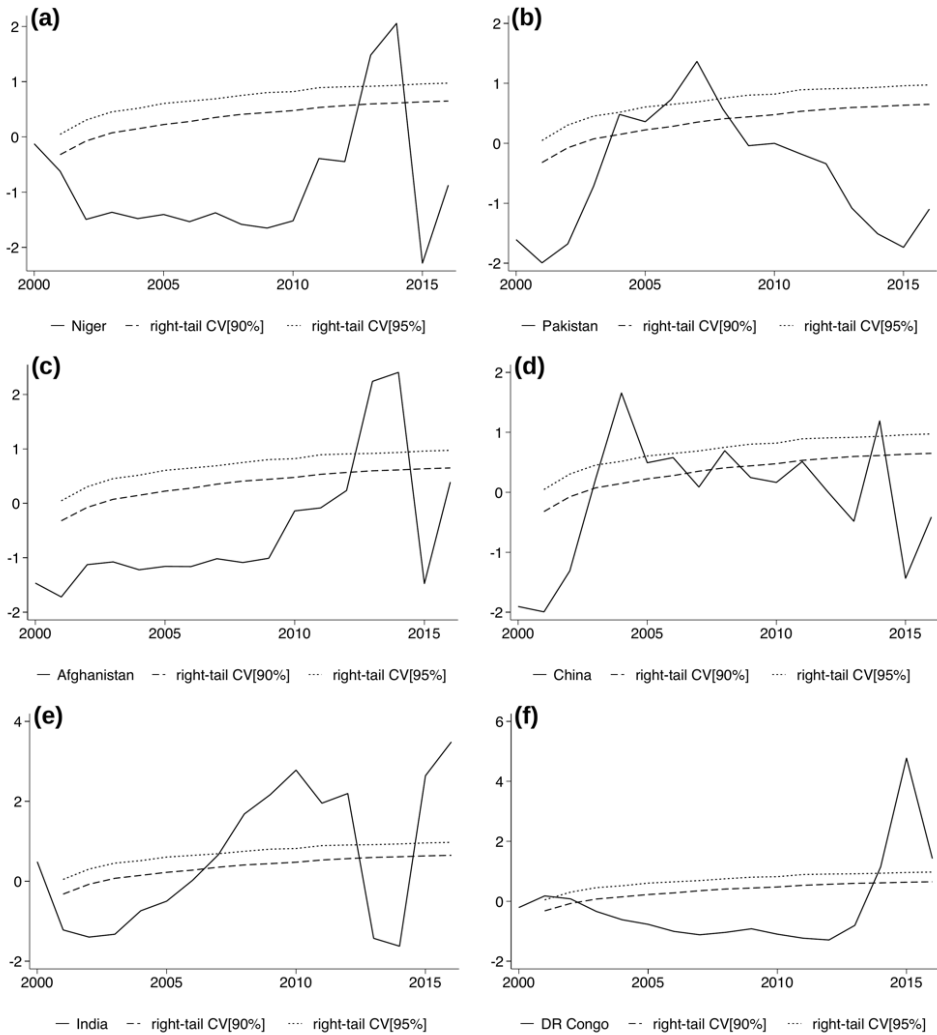 (a)
2
1
0
-1
-2
2000 2005 2010 2015
Niger right-tail CV[90%] right-tail CV[95%]
(b)
2
1
0
-1
-2
2000 2005 2010 2015
Pakistan right-tail CV[90%] right-tail CV[95%]
(c)
2
1
0
-1
-2
2000 2005 2010 2015
Afghanistan right-tail CV[90%] right-tail CV[95%]
(d)
2
1
0
-1
-2
2000 2005 2010 2015
China right-tail CV[90%] right-tail CV[95%]
(e)
4
2
0
-2
2000 2005 2010 2015
India right-tail CV[90%] right-tail CV[95%]
(f)
6
4
2
0
-2
2000 2005 2010 2015
DR Congo right-tail CV[90%] right-tail CV[95%]